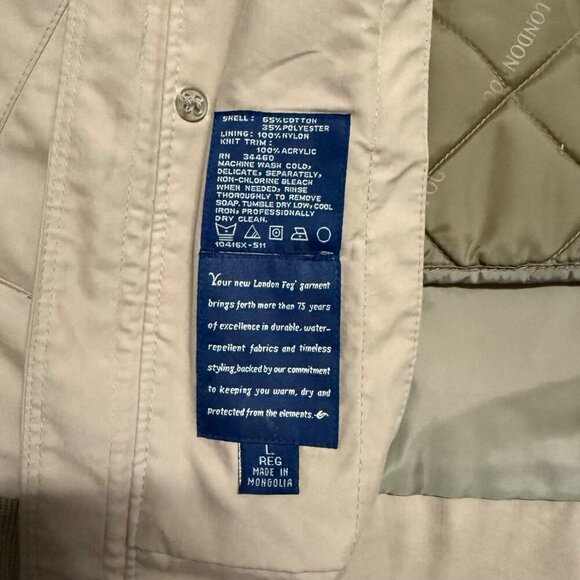 LONDON FOG
SHELL: 65% COTTON
35% POLYESTER
LINING: 100% NYLON
KNIT TRIM:
100% ACRYLIC
RN 34460
MACHINE WASH COLD,
DELICATE, SEPARATELY,
NON-CHLORINE BLEACH
WHEN NEEDED, RINSE
THOROUGHLY TO REMOVE
SOAP. TUMBLE DRY LOW, COOL
IRON, PROFESSIONALLY
DRY CLEAN.
10416X-511
Your new London Fog® garment
brings forth more than 75 years
of excellence in durable, water-
repellent fabrics and timeless
styling, backed by our commitment
to keeping you warm, dry and
protected from the elements.
L
REG
MADE IN
MONGOLIA